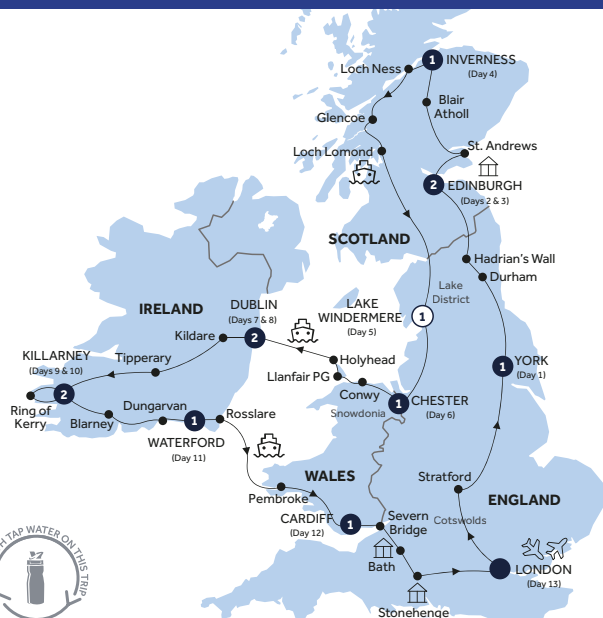 1
INVERNESS
(Day 4)
Loch Ness
Blair
Atholl
Glencoe
Loch Lomond
St. Andrews
2
EDINBURGH
(Days 2 & 3)
SCOTLAND
Hadrian's Wall
Durham
Lake
District
LAKE
WINDERMERE
(Day 5)
1
IRELAND
DUBLIN
(Days 7 & 8)
2
Kildare
KILLARNEY
(Days 9 & 10)
2
Tipperary
Holyhead
Llanfair PG
Conwy
Snowdonia
1
CHESTER
(Day 6)
1
YORK
(Day 1)
Ring of
Kerry
Blarney
Dungarvan
1
WATERFORD
(Day 11)
Rosslare
WALES
Pembroke
CARDIFF
(Day 12)
1
Severn
Bridge
Stratford
ENGLAND
Cotswolds
Bath
Stonehenge
LONDON
(Day 13)
TAP WATER ON THIS TRIP